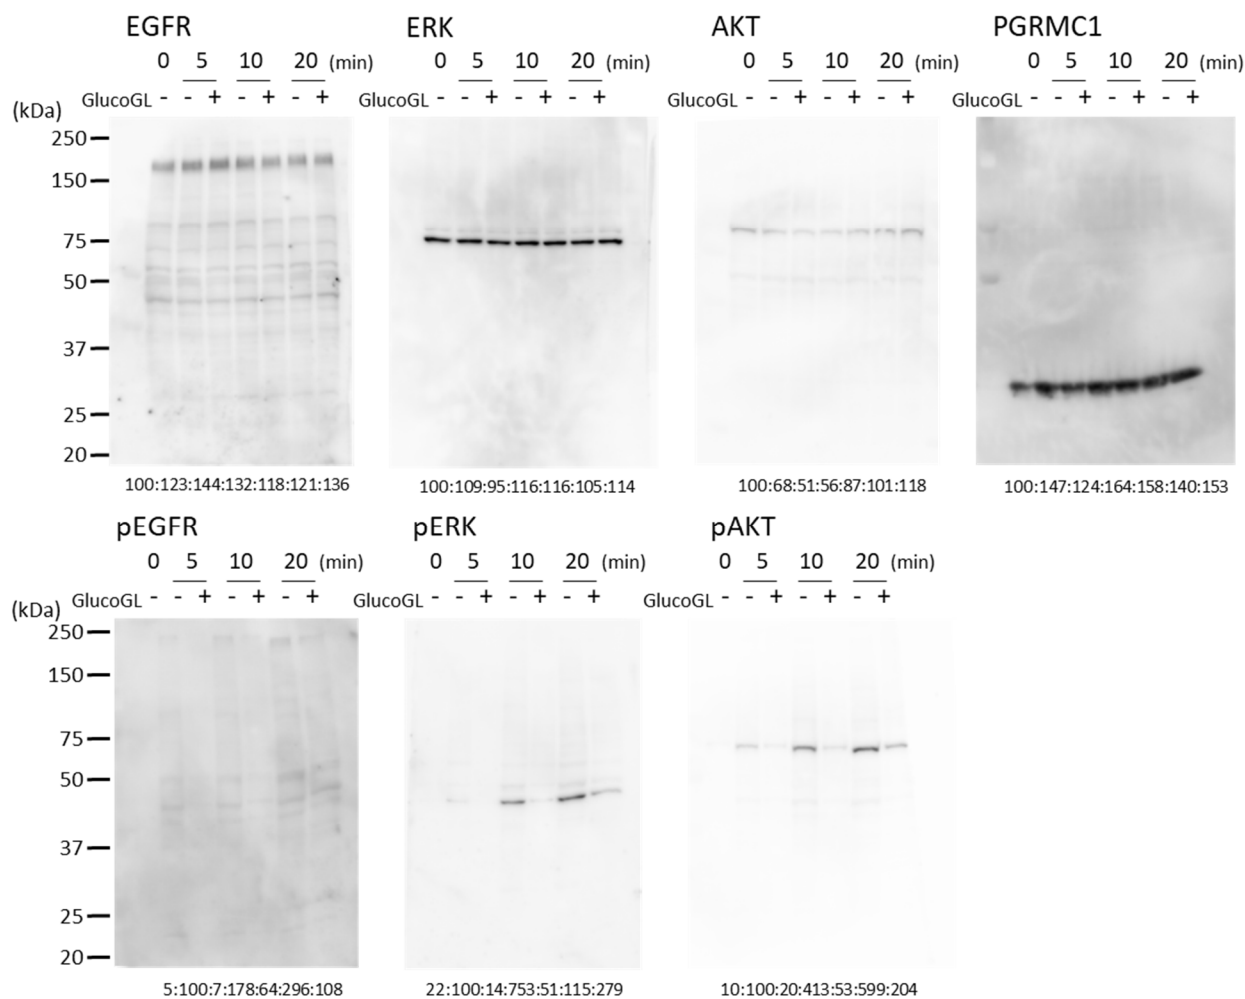 EGFR ERK AKT PGRMC1
0 5 10 20 (min) 0 5 10 20 (min) 0 5 10 20 (min) 0 5 10 20 (min)
GlucoGL - - + - + - + GlucoGL - - + - + - + GlucoGL - - + - + - + GlucoGL - - + - + - +
(kDa)
250
150
75
50
37
25
20
100:123:144:132:118:121:136 100:109:95:116:116:105:114 100:68:51:56:87:101:118 100:147:124:164:158:140:153
pEGFR pERK pAKT
0 5 10 20 (min) 0 5 10 20 (min) 0 5 10 20 (min)
GlucoGL - - + - + - + GlucoGL - - + - + - + GlucoGL - - + - + - +
(kDa)
250
150
75
50
37
25
20
5:100:7:178:64:296:108 22:100:14:753:51:115:279 10:100:20:413:53:599:204